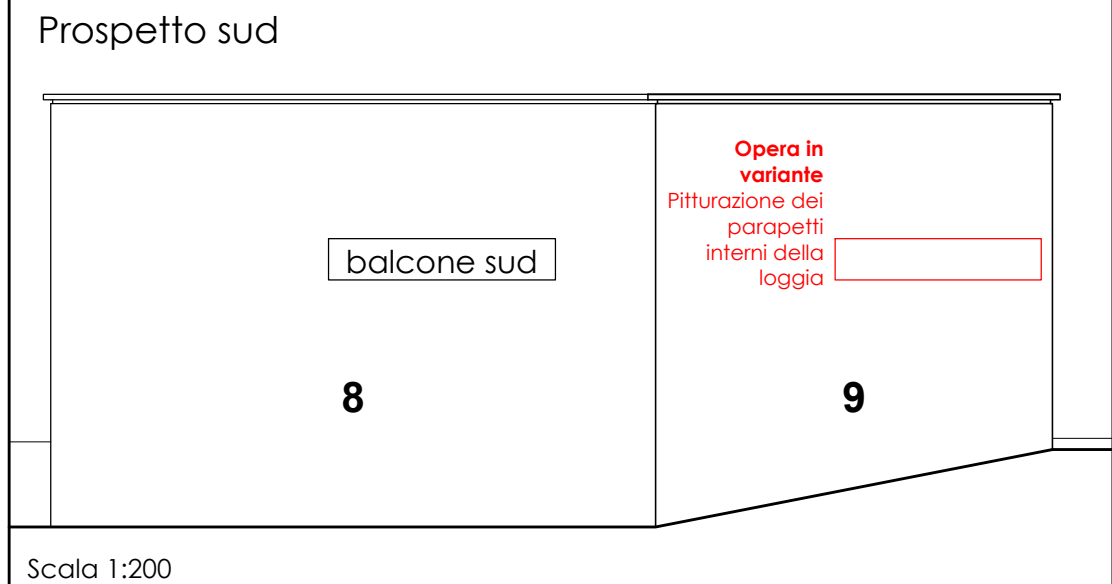 Prospetto sud
Opera in
variante
Pitturazione dei
parapetti
interni della
loggia
balcone sud
8
9
Scala 1:200